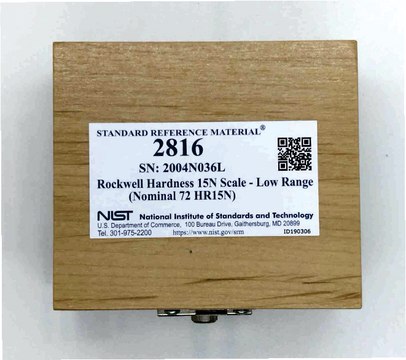 STANDARD REFERENCE MATERIAL®
2816
SN: 2004N036L
Rockwell Hardness 15N Scale - Low Range
(Nominal 72 HR15N)
NIST National Institute of Standards and Technology
U.S. Department of Commerce, 100 Bureau Drive, Gaithersburg, MD 20899
Tel. 301-975-2200 https://www.nist.gov/srm ID190306